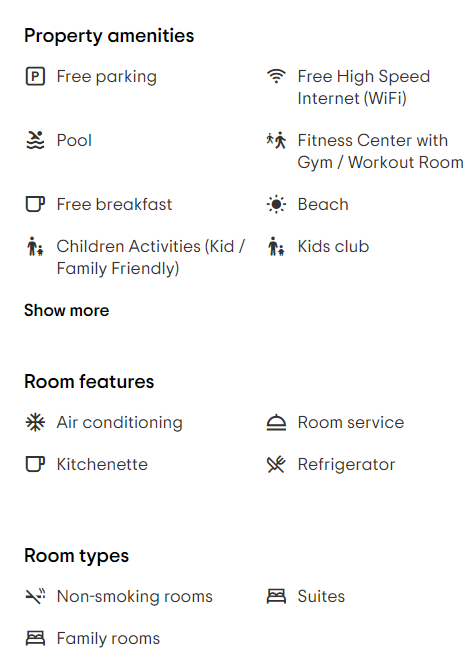 Property amenities
P Free parking
Free High Speed
Internet (WiFi)
Pool
Fitness Center with
Gym / Workout Room
Free breakfast
Beach
Children Activities (Kid /
Family Friendly)
Kids club
Show more
Room features
Air conditioning
Room service
Kitchenette
Refrigerator
Room types
Non-smoking rooms
Suites
Family rooms